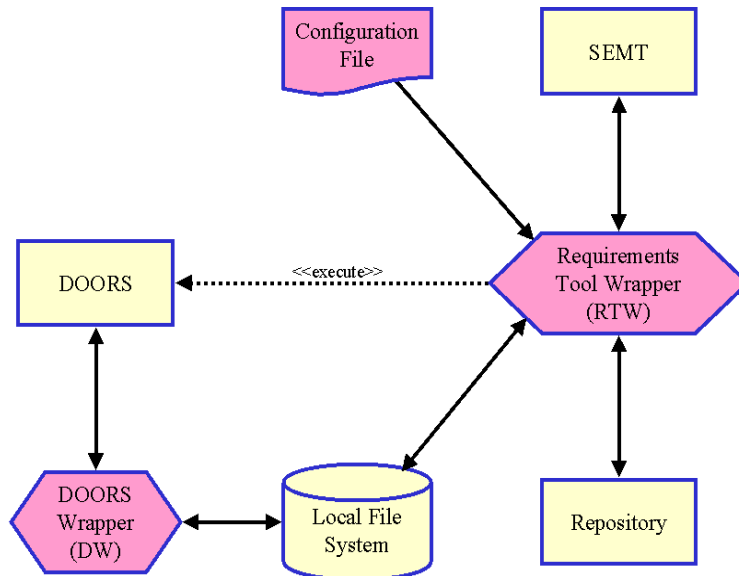 Configuration
File
SEMT
<<execute>>
Requirements
Tool Wrapper
(RTW)
DOORS
DOORS
Wrapper
(DW)
Local File
System
Repository